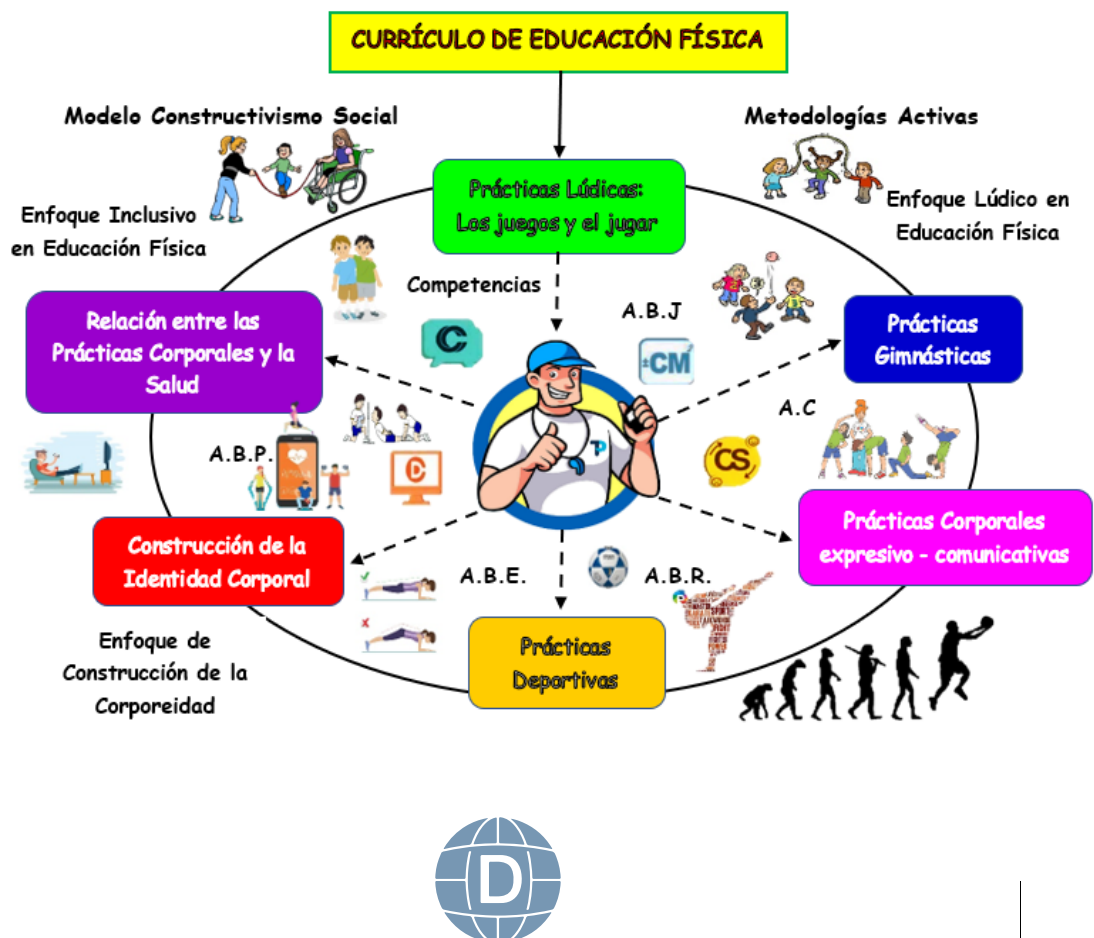 CURRÍCULO DE EDUCACIÓN FÍSICA
Modelo Constructivismo Social
Metodologías Activas
Prácticas Lúdicas:
Los juegos y el jugar
Enfoque Inclusivo
en Educación Física
Enfoque Lúdico en
Educación Física
Competencias
C
A.B.J
±CM
Relación entre las
Prácticas Corporales y la
Salud
Prácticas
Gimnásticas
A.C
A.B.P.
D
CS
Construcción de la
Identidad Corporal
Prácticas Corporales
expresivo - comunicativas
A.B.E.
A.B.R.
Prácticas
Deportivas
Enfoque de
Construcción de la
Corporeidad
D